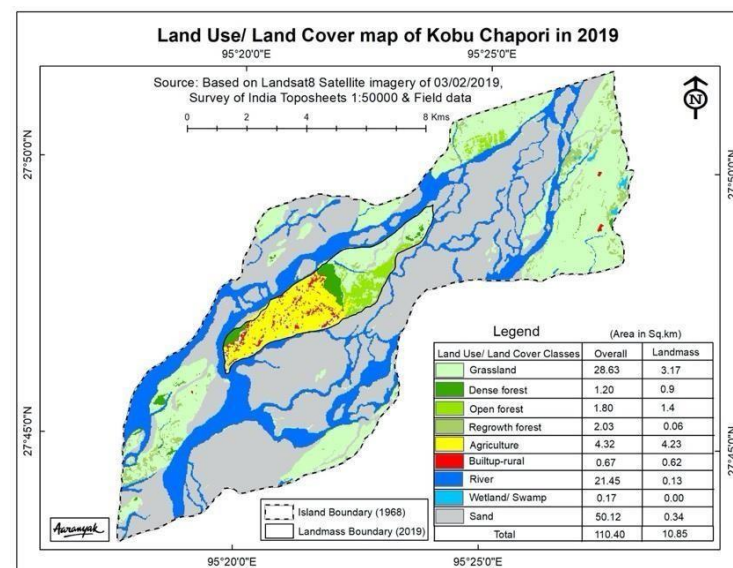 Land Use/ Land Cover map of Kobu Chapori in 2019
95°20'0"E 95°25'0"E
Source: Based on Landsat8 Satellite imagery of 03/02/2019,
Survey of India Toposheets 1:50000 & Field data
0 2 4 6 8 Kms
N
27°50'0"N 27°50'0"N
27°45'0"N 27°45'0"N
Legend (Area in Sq.km)
Land Use/ Land Cover Classes Overall Landmass
Grassland 28.63 3.17
Dense forest 1.20 0.9
Open forest 1.80 1.4
Regrowth forest 2.03 0.06
Agriculture 4.32 4.23
Builtup-rural 0.67 0.62
River 21.45 0.13
Wetland/ Swamp 0.17 0.00
Sand 50.12 0.34
Total 110.40 10.85
Island Boundary (1968)
Landmass Boundary (2019)
Aaranyak
95°20'0"E 95°25'0"E